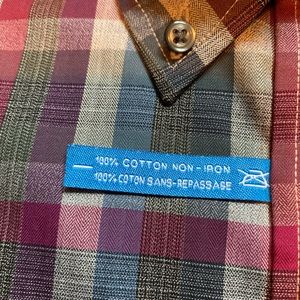 100% COTTON NON-IRON
100% COTON SANS-REPASSAGE